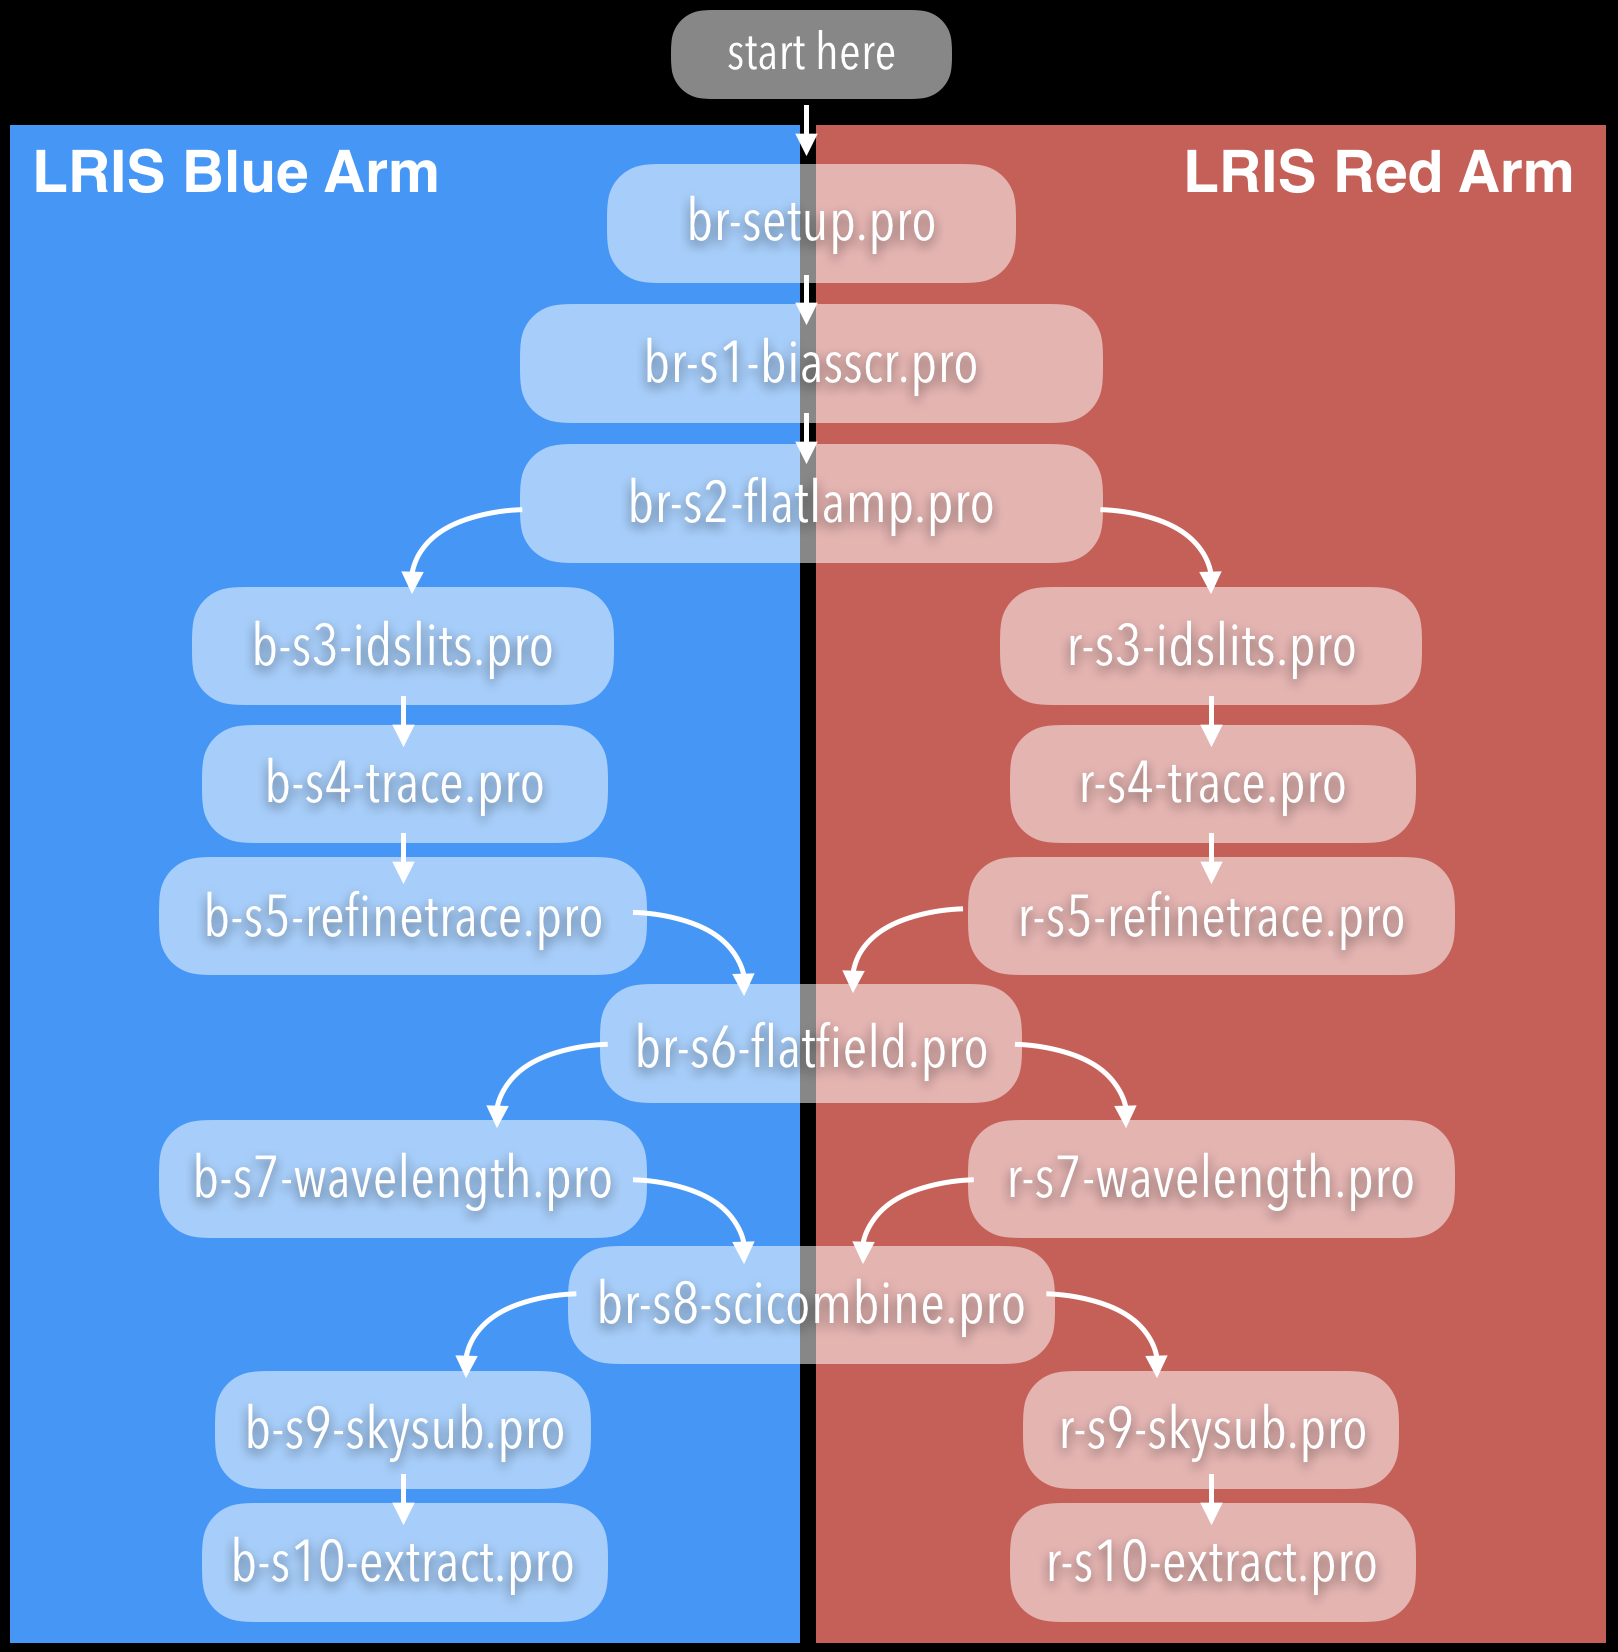 start here
LRIS Blue Arm
LRIS Red Arm
br-setup.pro
br-s1-biasscr.pro
br-s2-flatlamp.pro
b-s3-idslits.pro
r-s3-idslits.pro
b-s4-trace.pro
r-s4-trace.pro
b-s5-refinetrace.pro
r-s5-refinetrace.pro
br-s6-flatfield.pro
b-s7-wavelength.pro
r-s7-wavelength.pro
br-s8-scicombine.pro
b-s9-skysub.pro
r-s9-skysub.pro
b-s10-extract.pro
r-s10-extract.pro